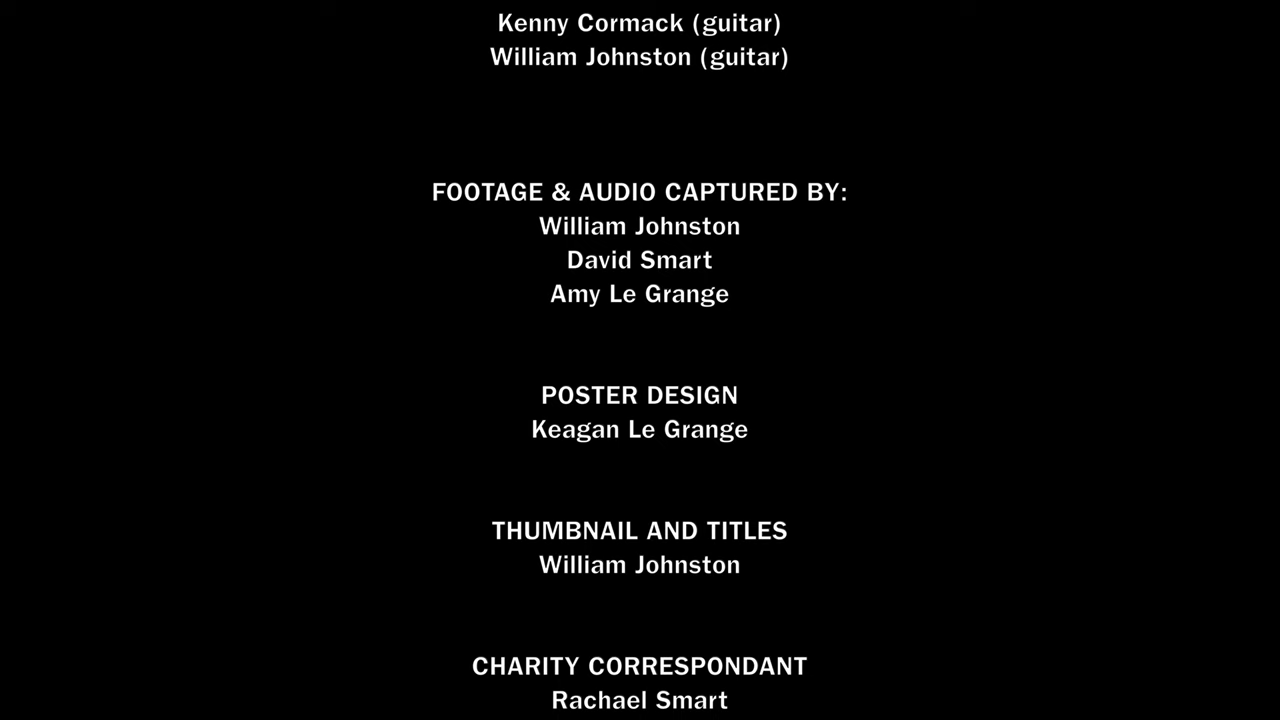 Kenny Cormack (guitar)
William Johnston (guitar)
FOOTAGE & AUDIO CAPTURED BY:
William Johnston
David Smart
Amy Le Grange
POSTER DESIGN
Keagan Le Grange
THUMBNAIL AND TITLES
William Johnston
CHARITY CORRESPONDANT
Rachael Smart